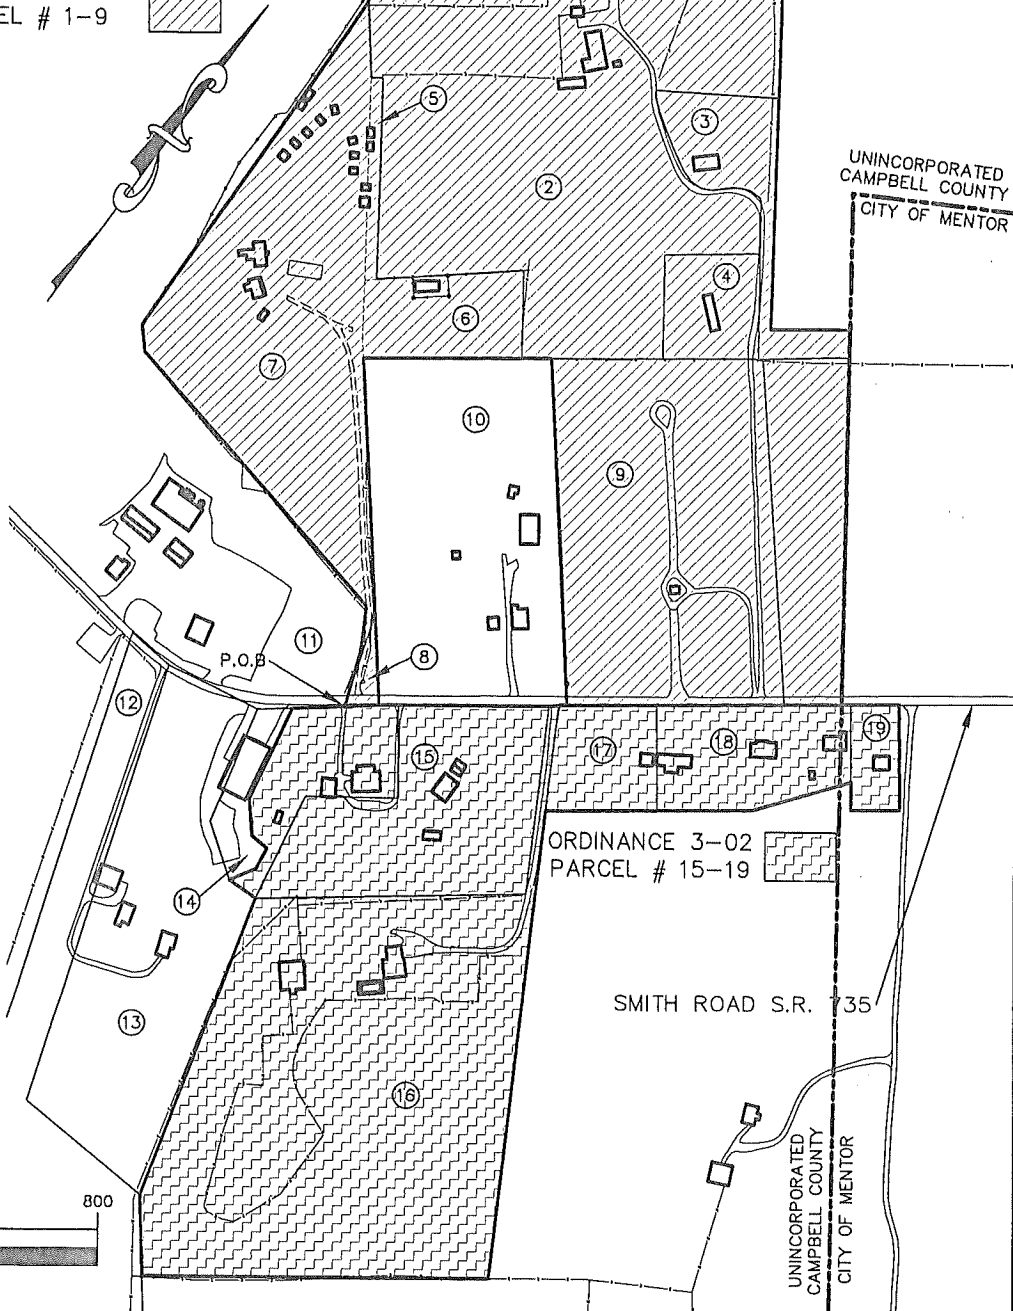 EL # 1-9
5
3
UNINCORPORATED
CAMPBELL COUNTY
CITY OF MENTOR
2
4
6
7
10
9
11
P.O.B
8
12
15
17
18
19
ORDINANCE 3-02
PARCEL # 15-19
14
SMITH ROAD S.R. 735
13
16
UNINCORPORATED
CAMPBELL COUNTY
CITY OF MENTOR
800